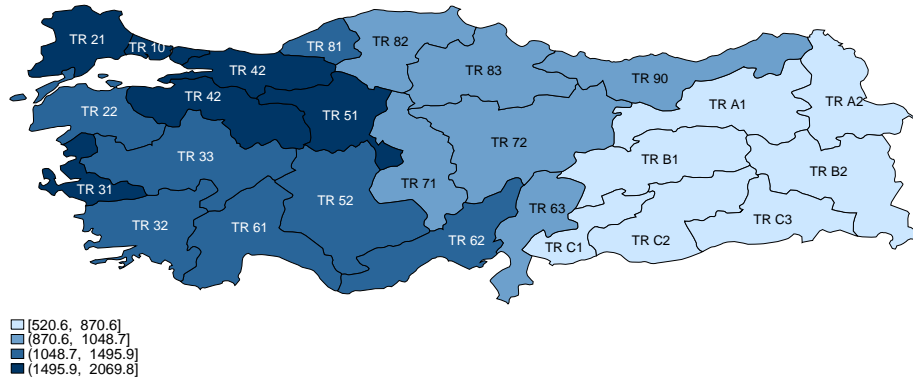 TR 21
TR 10
TR 81
TR 82
TR 42
TR 83
TR 90
TR 22
TR 42
TR 51
TR A1
TR A2
TR 33
TR 72
TR B1
TR B2
TR 31
TR 71
TR 52
TR 32
TR 61
TR 63
TR C3
TR 62
TR C1
TR C2
[520.6, 870.6]
(870.6, 1048.7]
(1048.7, 1495.9]
(1495.9, 2069.8]